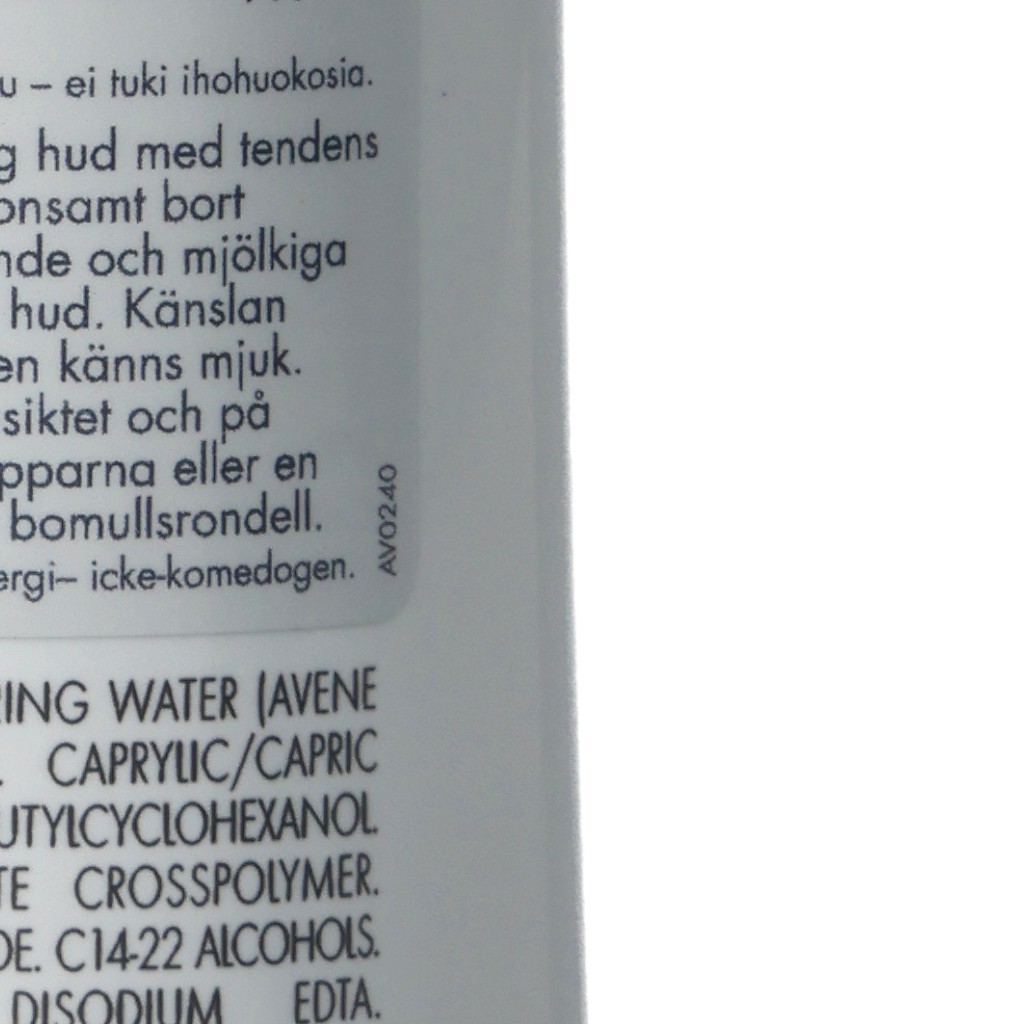 u – ei tuki ihohuokosia.
g hud med tendens
onsamt bort
nde och mjölkiga
hud. Känslan
en känns mjuk.
siktet och på
pparna eller en
bomullsrondell.
ergi– icke-komedogen.
AV0240
RING WATER (AVENE
CAPRYLIC/CAPRIC
UTYLCYCLOHEXANOL.
TE CROSSPOLYMER.
DE. C14-22 ALCOHOLS.
DISODIUM EDTA.